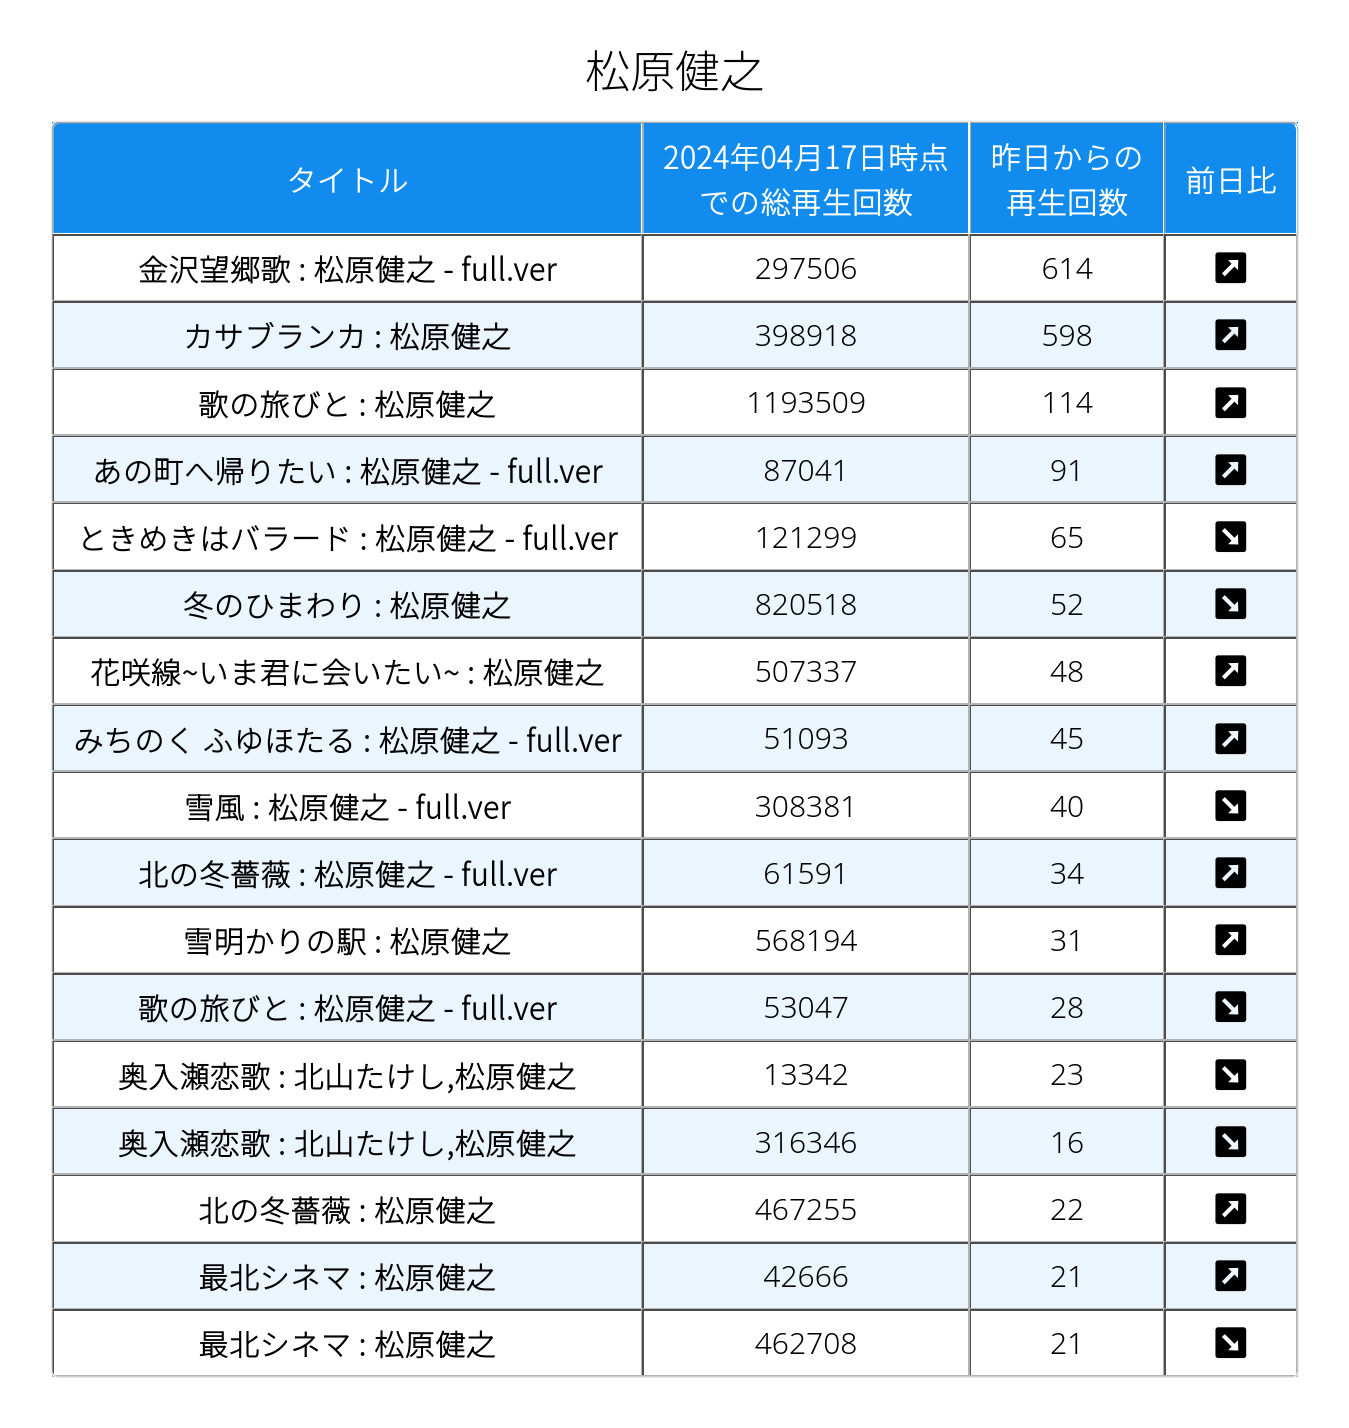 松原健之
タイトル
2024年04月17日時点
での総再生回数
昨日からの
再生回数
前日比
金沢望郷歌 : 松原健之 - full.ver 297506 614
カサブランカ : 松原健之 398918 598
歌の旅びと : 松原健之 1193509 114
あの町へ帰りたい : 松原健之 - full.ver 87041 91
ときめきはバラード : 松原健之 - full.ver 121299 65
冬のひまわり : 松原健之 820518 52
花咲線~いま君に会いたい~ : 松原健之 507337 48
みちのく ふゆほたる : 松原健之 - full.ver 51093 45
雪風 : 松原健之 - full.ver 308381 40
北の冬薔薇 : 松原健之 - full.ver 61591 34
雪明かりの駅 : 松原健之 568194 31
歌の旅びと : 松原健之 - full.ver 53047 28
奥入瀬恋歌 : 北山たけし,松原健之 13342 23
奥入瀬恋歌 : 北山たけし,松原健之 316346 16
北の冬薔薇 : 松原健之 467255 22
最北シネマ : 松原健之 42666 21
最北シネマ : 松原健之 462708 21